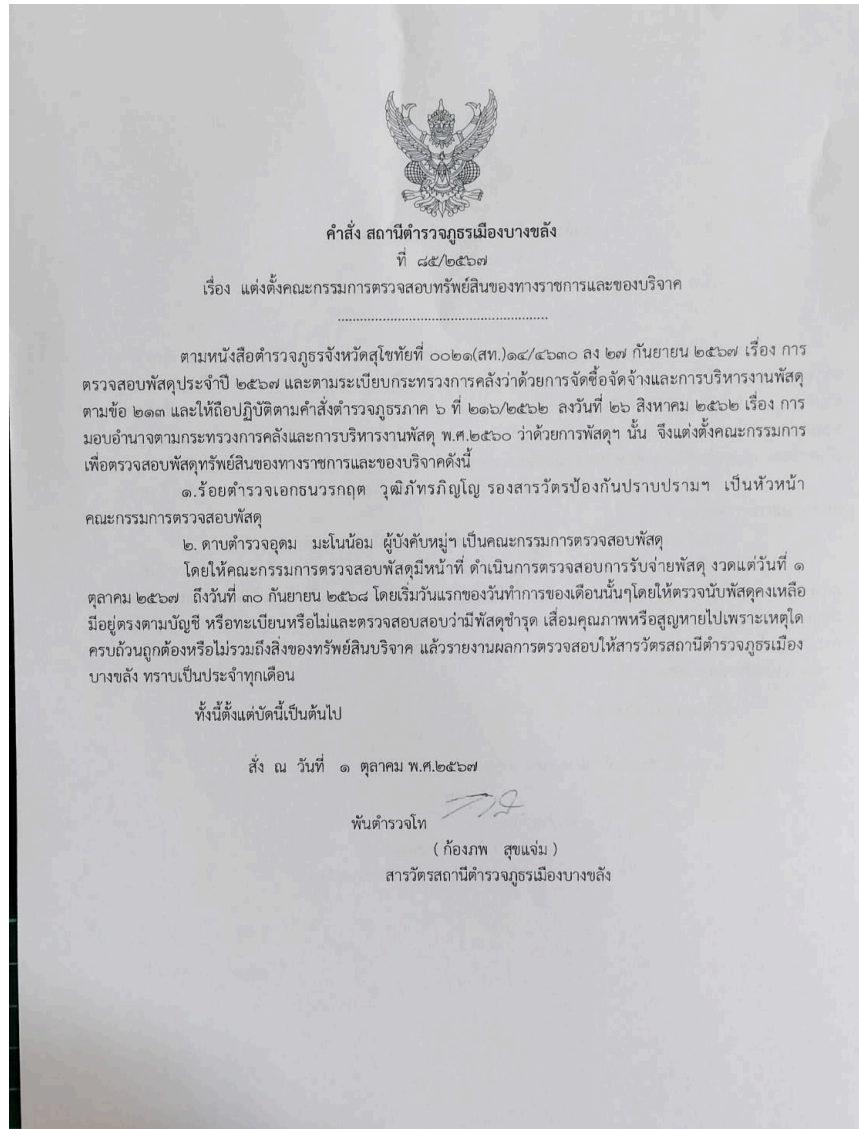 คำสั่ง สถานีตำรวจภูธรเมืองบางขลัง
ที่ ๘๕/๒๕๖๗
เรื่อง แต่งตั้งคณะกรรมการตรวจสอบทรัพย์สินของทางราชการและของบริจาค
......................................................
ตามหนังสือตำรวจภูธรจังหวัดสุโขทัยที่ ๐๐๒๑(สท.)๑๔/๔๖๓๐ ลง ๒๗ กันยายน ๒๕๖๗ เรื่อง การ
ตรวจสอบพัสดุประจำปี ๒๕๖๗ และตามระเบียบกระทรวงการคลังว่าด้วยการจัดซื้อจัดจ้างและการบริหารงานพัสดุ
ตามข้อ ๒๑๓ และให้ถือปฏิบัติตามคำสั่งตำรวจภูธรภาค ๖ ที่ ๒๑๖/๒๕๖๒ ลงวันที่ ๒๖ สิงหาคม ๒๕๖๒ เรื่อง การ
มอบอำนาจตามกระทรวงการคลังและการบริหารงานพัสดุ พ.ศ.๒๕๖๐ ว่าด้วยการพัสดุฯ นั้น จึงแต่งตั้งคณะกรรมการ
เพื่อตรวจสอบพัสดุทรัพย์สินของทางราชการและของบริจาคดังนี้
๑.ร้อยตำรวจเอกธนวรกฤต วุฒิภัทรภิญโญ รองสารวัตรป้องกันปราบปรามฯ เป็นหัวหน้า
คณะกรรมการตรวจสอบพัสดุ
๒. ดาบตำรวจอุดม มะโนน้อม ผู้บังคับหมู่ฯ เป็นคณะกรรมการตรวจสอบพัสดุ
โดยให้คณะกรรมการตรวจสอบพัสดุมีหน้าที่ ดำเนินการตรวจสอบการรับจ่ายพัสดุ งวดแต่วันที่ ๑
ตุลาคม ๒๕๖๗ ถึงวันที่ ๓๐ กันยายน ๒๕๖๘ โดยเริ่มวันแรกของวันทำการของเดือนนั้นๆโดยให้ตรวจนับพัสดุคงเหลือ
มีอยู่ตรงตามบัญชี หรือทะเบียนหรือไม่และตรวจสอบสอบว่ามีพัสดุชำรุด เสื่อมคุณภาพหรือสูญหายไปเพราะเหตุใด
ครบถ้วนถูกต้องหรือไม่รวมถึงสิ่งของทรัพย์สินบริจาค แล้วรายงานผลการตรวจสอบให้สารวัตรสถานีตำรวจภูธรเมือง
บางขลัง ทราบเป็นประจำทุกเดือน
ทั้งนี้ตั้งแต่บัดนี้เป็นต้นไป
สั่ง ณ วันที่ ๑ ตุลาคม พ.ศ.๒๕๖๗
พันตำรวจโท
( ก้องภพ สุขแจ่ม )
สารวัตรสถานีตำรวจภูธรเมืองบางขลัง